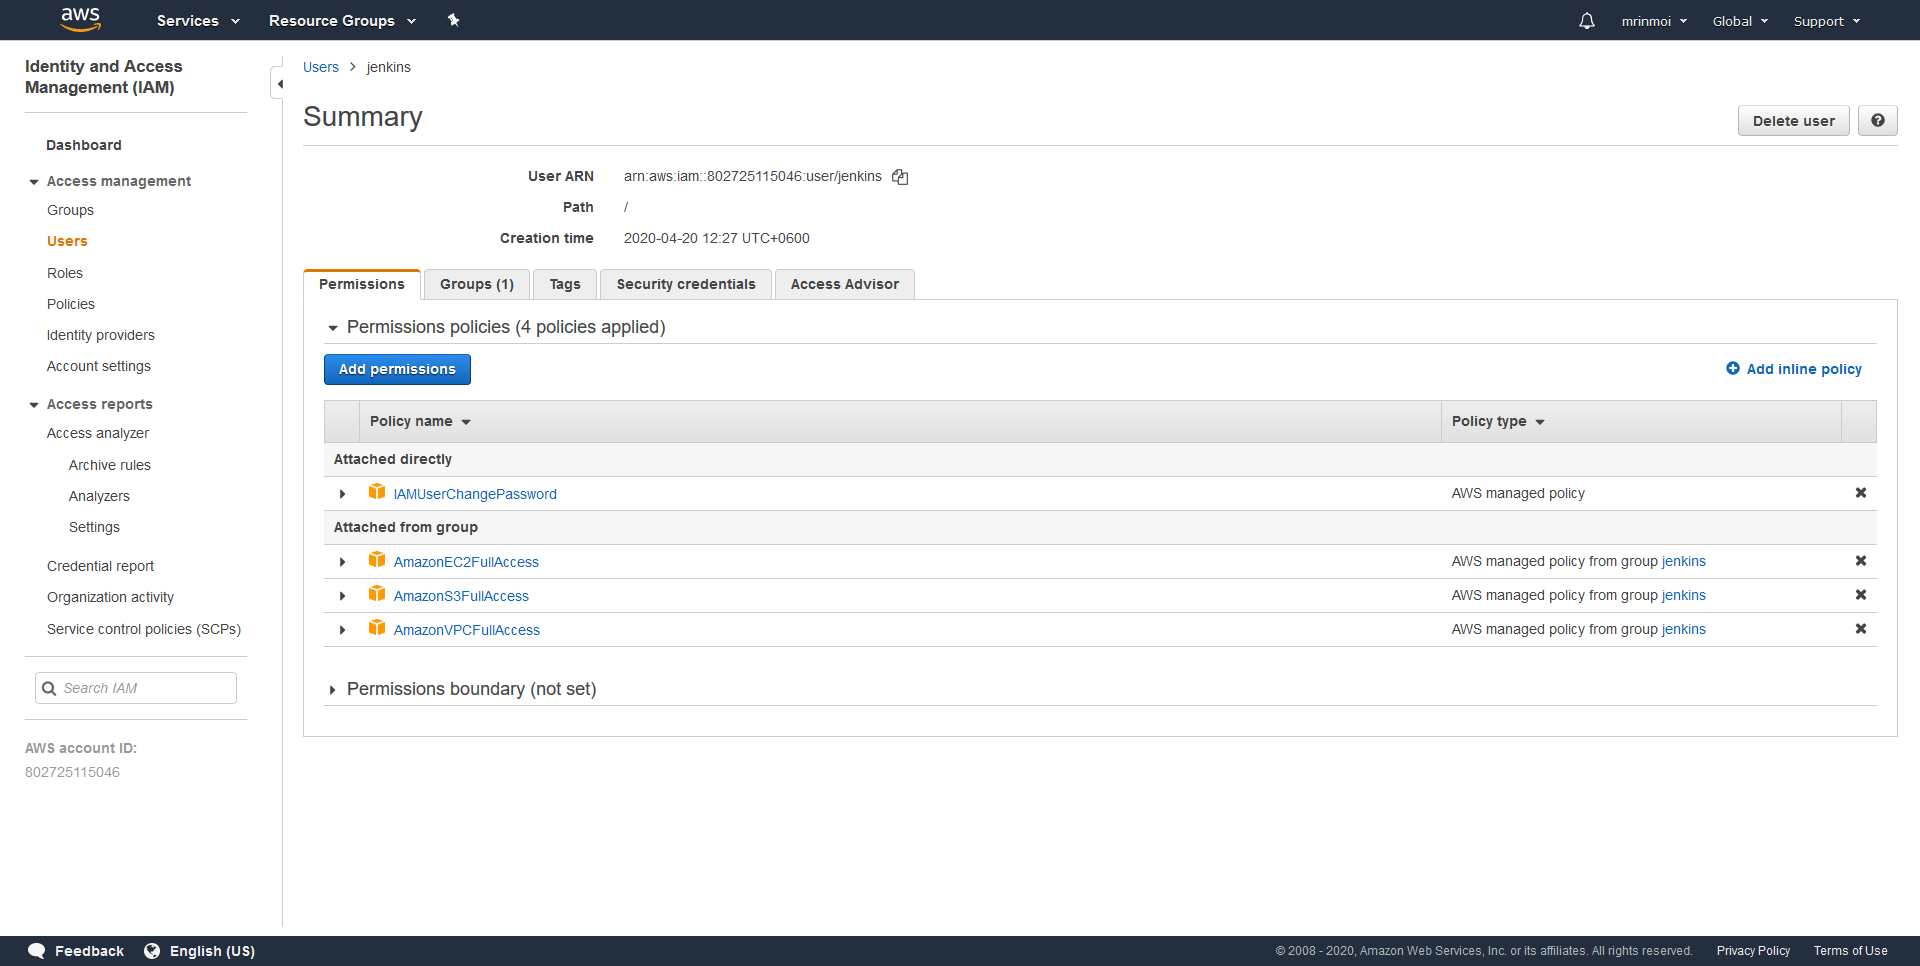 aws Services Resource Groups mrinmoi Global Support
Identity and Access
Management (IAM)
Dashboard
Access management
Groups
Users
Roles
Policies
Identity providers
Account settings
Access reports
Access analyzer
Archive rules
Analyzers
Settings
Credential report
Organization activity
Service control policies (SCPs)
Search IAM
AWS account ID:
802725115046
Users > jenkins
Summary
Delete user ?
User ARN arn:aws:iam::802725115046:user/jenkins
Path /
Creation time 2020-04-20 12:27 UTC+0600
Permissions Groups (1) Tags Security credentials Access Advisor
Permissions policies (4 policies applied)
Add permissions Add inline policy
Policy name Policy type
Attached directly
IAMUserChangePassword AWS managed policy
Attached from group
AmazonEC2FullAccess AWS managed policy from group jenkins
AmazonS3FullAccess AWS managed policy from group jenkins
AmazonVPCFullAccess AWS managed policy from group jenkins
Permissions boundary (not set)
Feedback English (US) © 2008 - 2020, Amazon Web Services, Inc. or its affiliates. All rights reserved. Privacy Policy Terms of Use